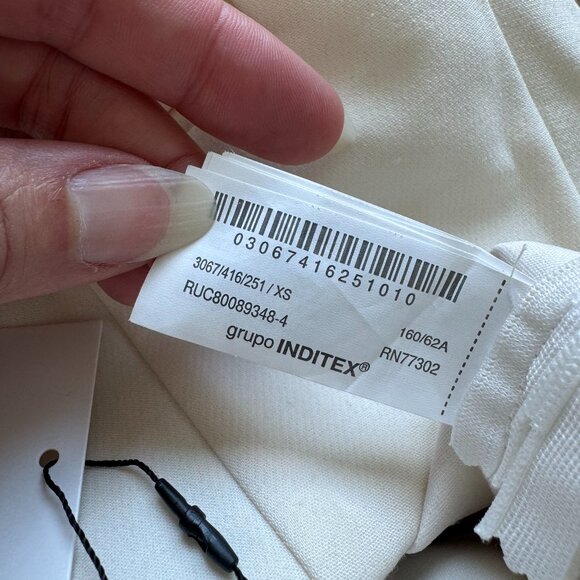 03067416251010
3067/416/251 / XS
RUC80089348-4
160/62A
grupo INDITEX®
RN77302